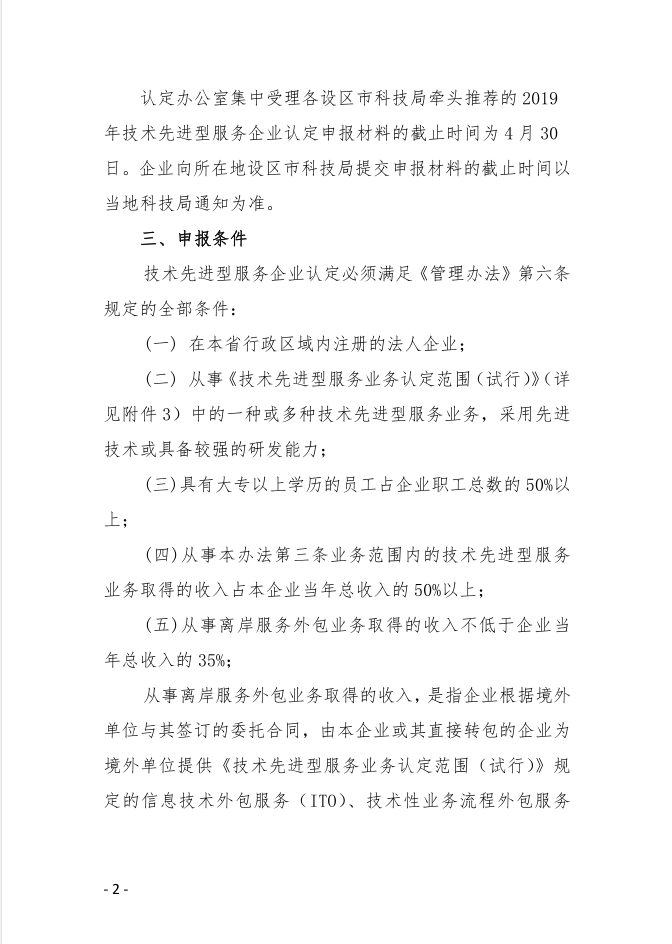 认定办公室集中受理各设区市科技局牵头推荐的 2019
年技术先进型服务企业认定申报材料的截止时间为 4 月 30
日。企业向所在地设区市科技局提交申报材料的截止时间以
当地科技局通知为准。
三、申报条件
技术先进型服务企业认定必须满足《管理办法》第六条
规定的全部条件：
(一) 在本省行政区域内注册的法人企业；
(二) 从事《技术先进型服务业务认定范围（试行）》（详
见附件 3）中的一种或多种技术先进型服务业务，采用先进
技术或具备较强的研发能力；
(三)具有大专以上学历的员工占企业职工总数的 50%以
上；
(四)从事本办法第三条业务范围内的技术先进型服务
业务取得的收入占本企业当年总收入的 50%以上；
(五)从事离岸服务外包业务取得的收入不低于企业当
年总收入的 35%；
从事离岸服务外包业务取得的收入，是指企业根据境外
单位与其签订的委托合同，由本企业或其直接转包的企业为
境外单位提供《技术先进型服务业务认定范围（试行）》规
定的信息技术外包服务（ITO）、技术性业务流程外包服务
- 2 -